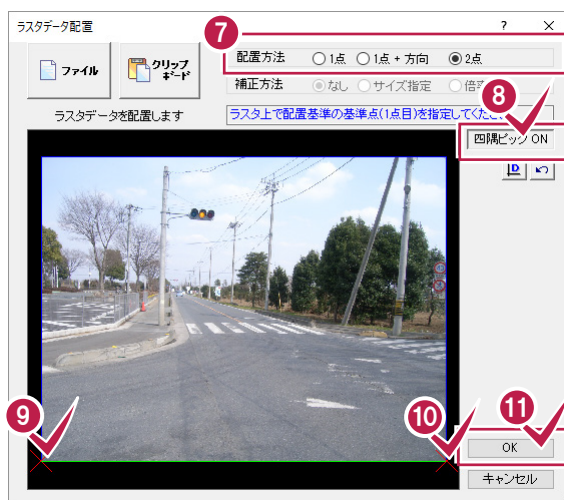 ラスタデータ配置 ? ×
7
ファイル
クリップボード
配置方法 1点 1点 + 方向 2点
補正方法 なし サイズ指定
8
ラスタデータを配置します
ラスタ上で配置基準の基準点(1点目)を指定してくだ
四隅ピック ON
9
10
11
OK
キャンセル